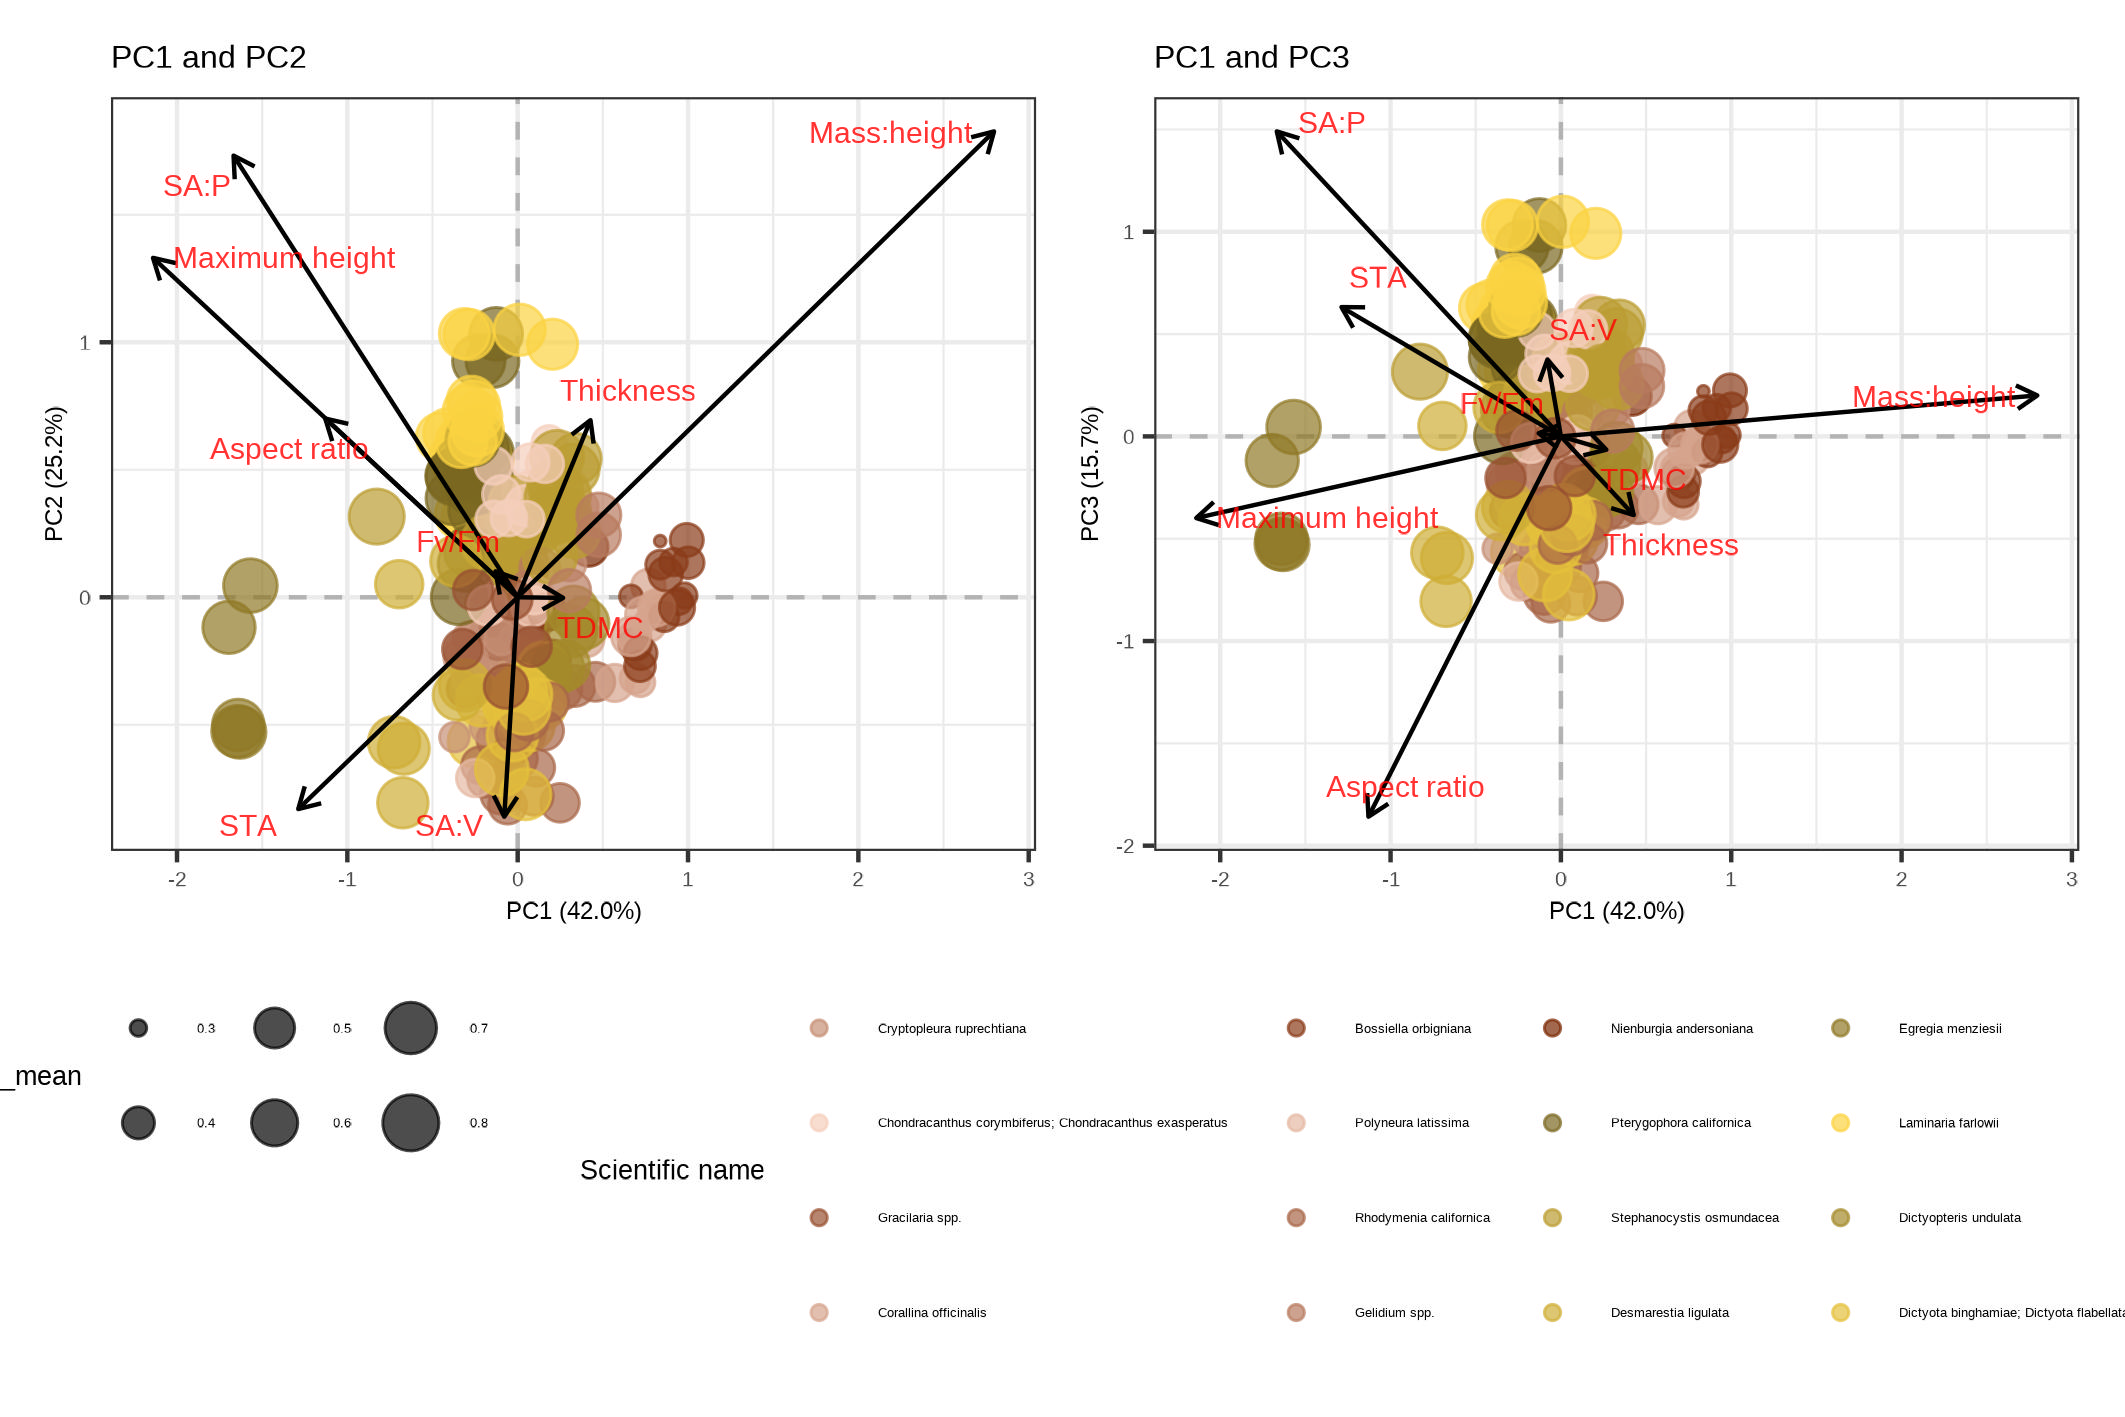 PC1 and PC2
PC1 and PC3
SA:P
Maximum height
Aspect ratio
Mass:height
Thickness
Fv/Fm
TDMC
STA
SA:V
1
0
PC2 (25.2%)
-2
-1
0
1
2
3
PC1 (42.0%)
SA:P
STA
SA:V
Fv/Fm
Mass:height
TDMC
Maximum height
Thickness
Aspect ratio
1
0
-1
-2
PC3 (15.7%)
-2
-1
0
1
2
3
PC1 (42.0%)
_mean
0.3
0.5
0.7
0.4
0.6
0.8
Scientific name
Cryptopleura ruprechtiana
Bossiella orbigniana
Nienburgia andersoniana
Egregia menziesii
Chondracanthus corymbiferus; Chondracanthus exasperatus
Polyneura latissima
Pterygophora californica
Laminaria farlowii
Gracilaria spp.
Rhodymenia californica
Stephanocystis osmundacea
Dictyopteris undulata
Corallina officinalis
Gelidium spp.
Desmarestia ligulata
Dictyota binghamiae; Dictyota flabellata